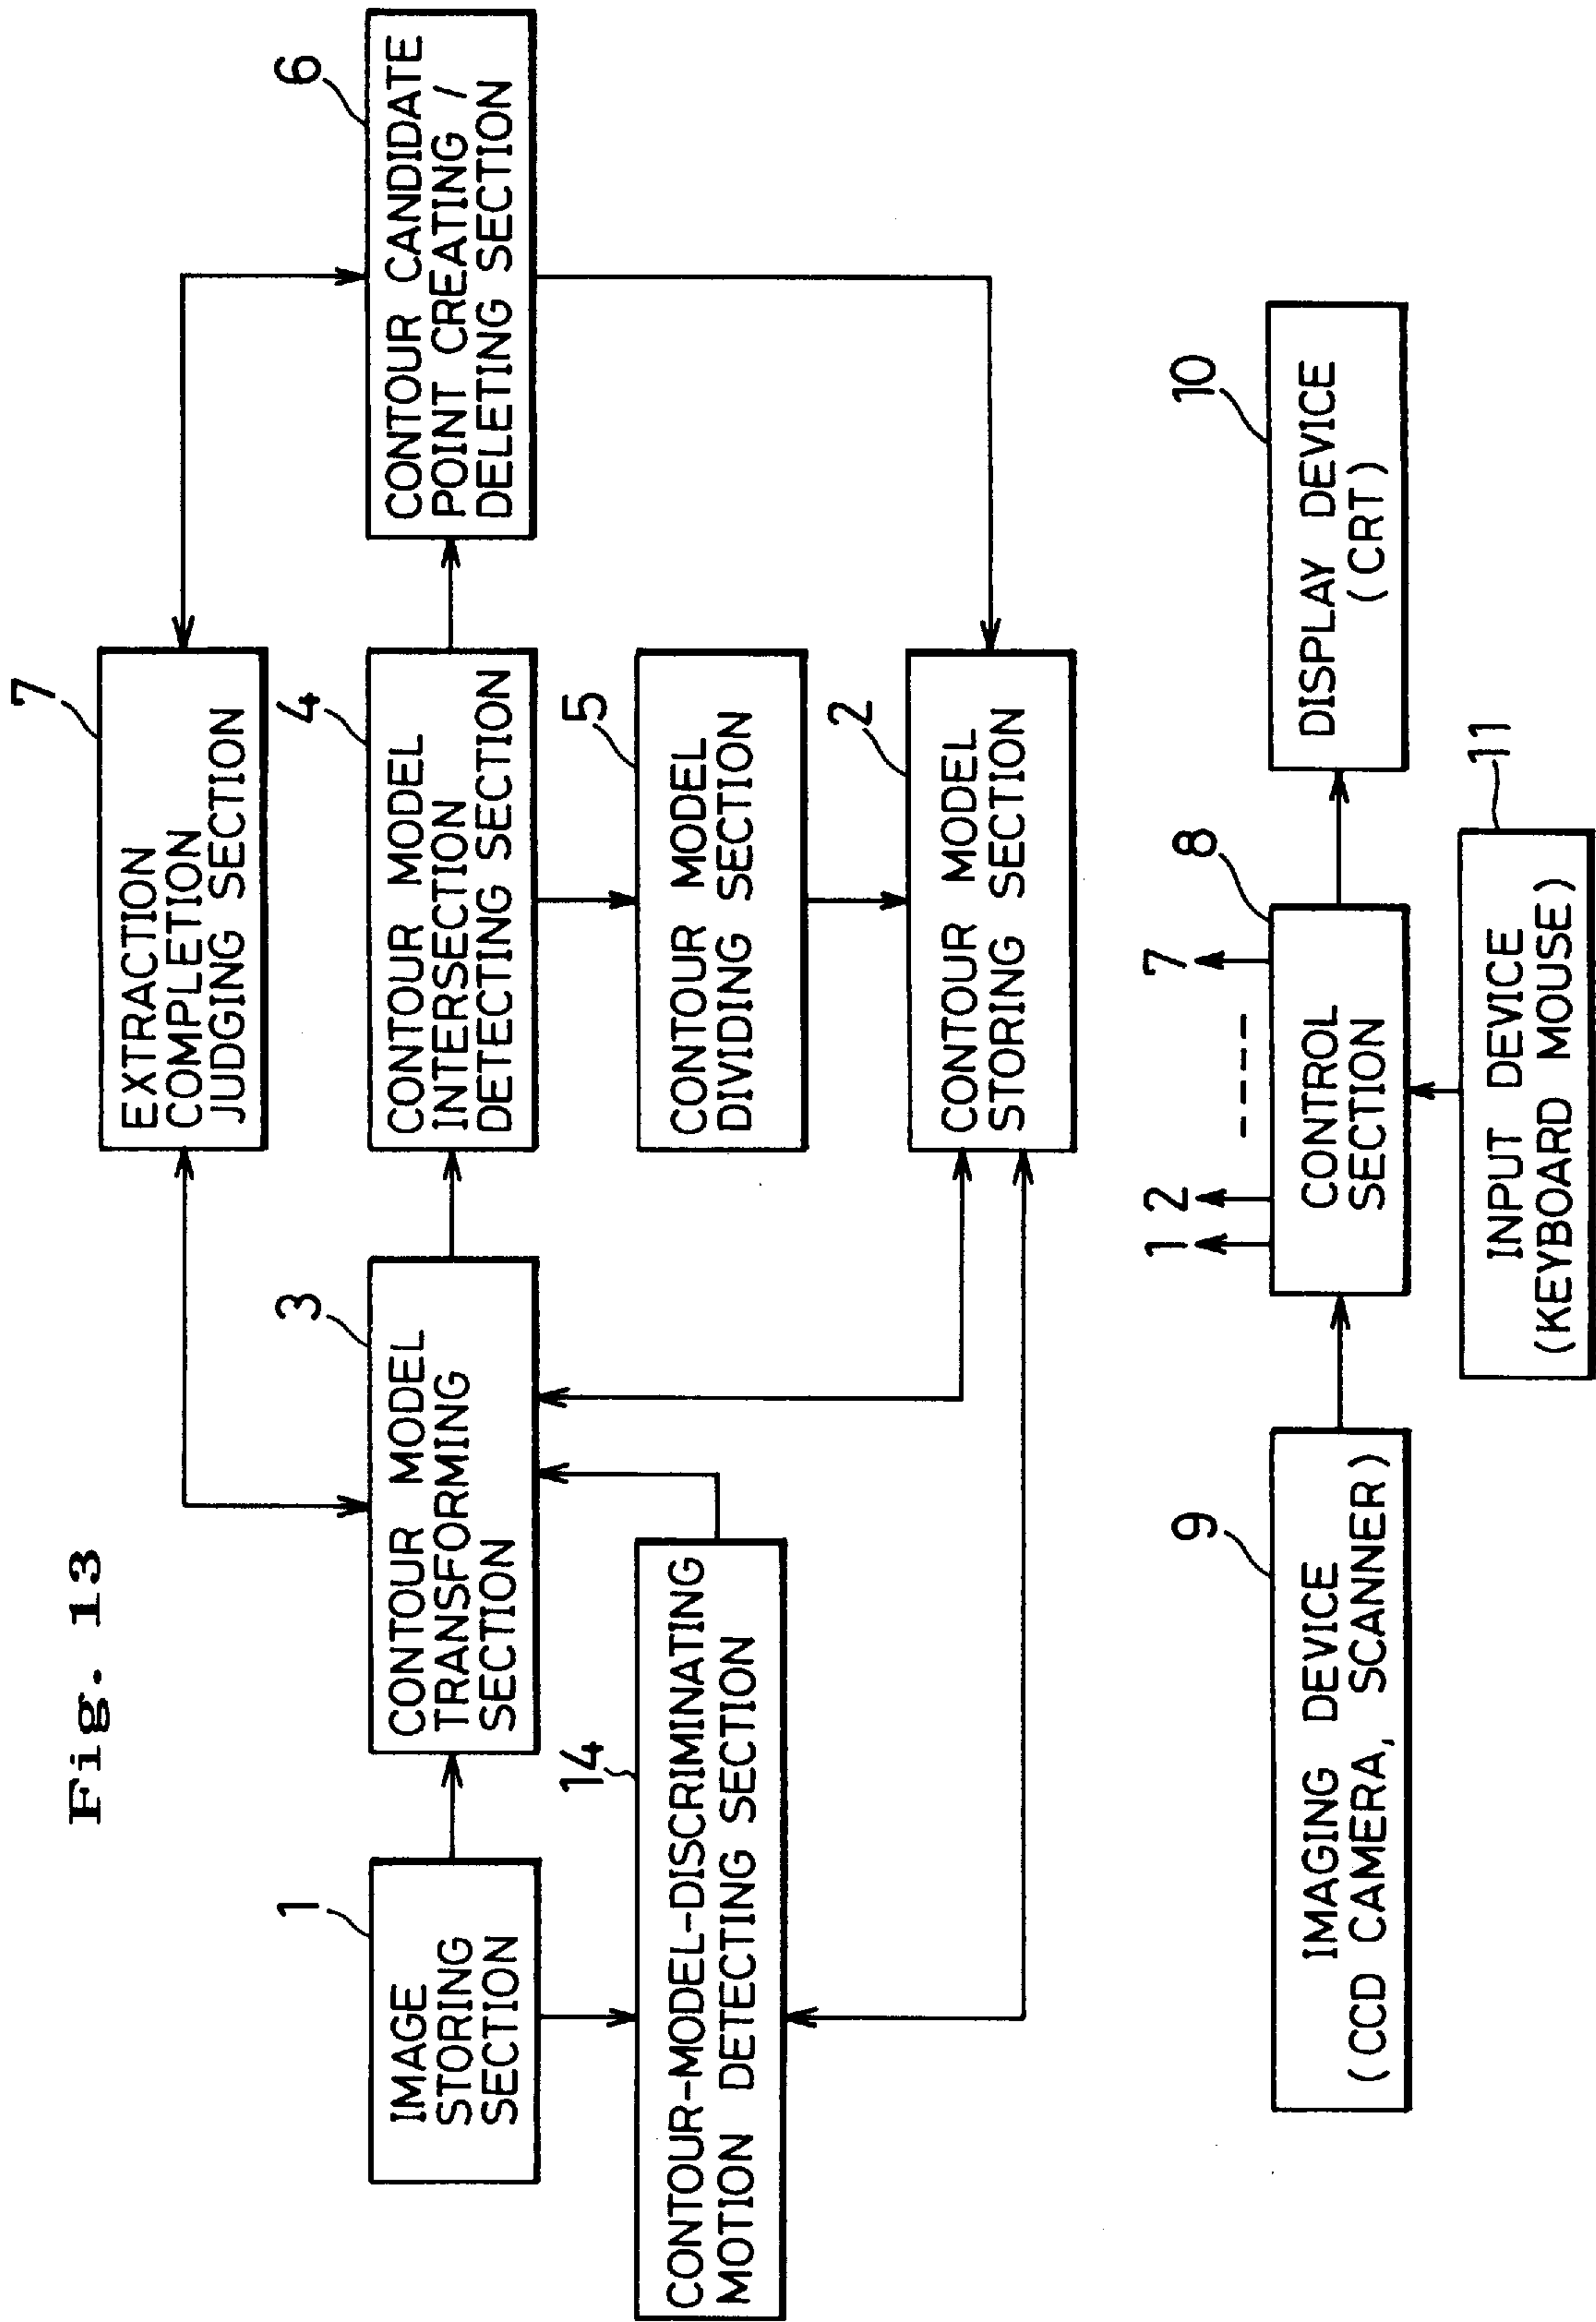 Fig. 13
7
EXTRACTION
COMPLETION
JUDGING SECTION
1
IMAGE
STORING
SECTION
3
CONTOUR MODEL
TRANSFORMING
SECTION
4
CONTOUR MODEL
INTERSECTION
DETECTING SECTION
6
CONTOUR CANDIDATE
POINT CREATING /
DELETING SECTION
14
CONTOUR-MODEL-DISCRIMINATING
MOTION DETECTING SECTION
5
CONTOUR MODEL
DIVIDING SECTION
2
CONTOUR MODEL
STORING SECTION
1 2 ---- 7
9
IMAGING DEVICE
(CCD CAMERA, SCANNER)
8
CONTROL
SECTION
10
DISPLAY DEVICE
(CRT)
11
INPUT DEVICE
(KEYBOARD MOUSE)